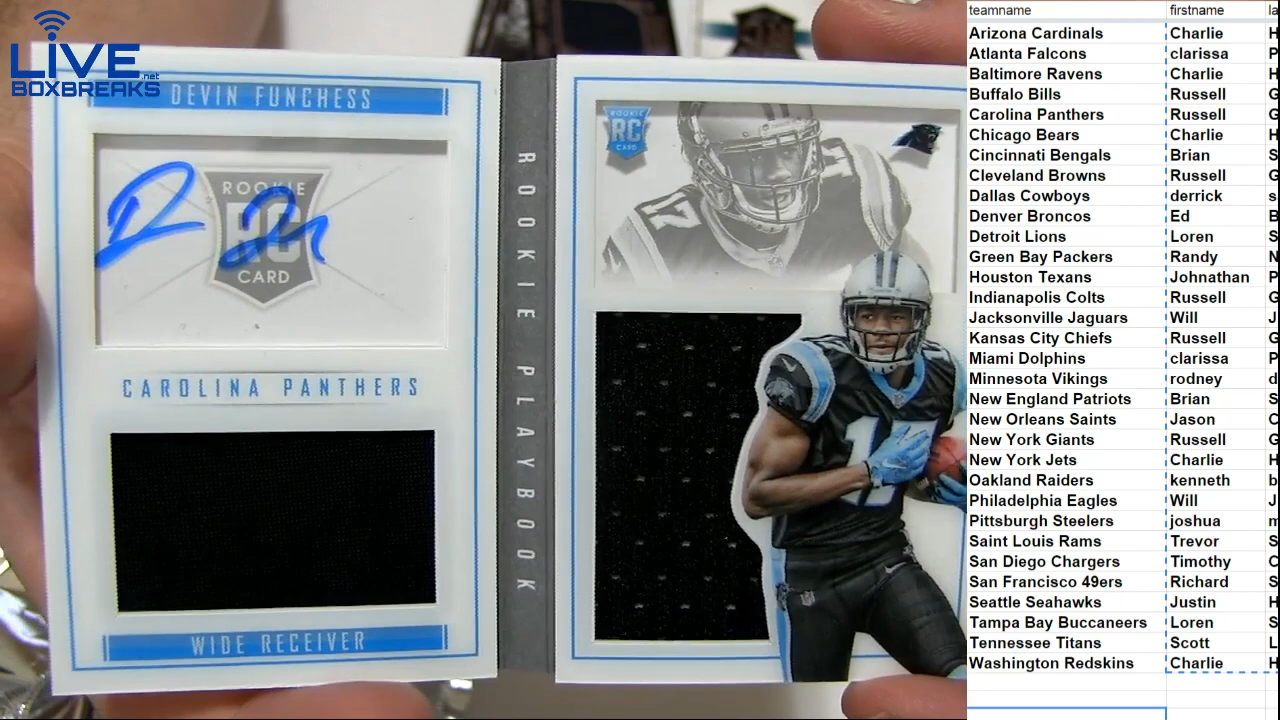 LIVE
.net
BOXBREAKS
DEVIN FUNCHESS
ROOKIE
RC
CARD
CAROLINA PANTHERS
WIDE RECEIVER
ROOKIE PLAYBOOK
ROOKIE
RC
CARD
17
17
teamname firstname la
Arizona Cardinals Charlie H
Atlanta Falcons clarissa P
Baltimore Ravens Charlie H
Buffalo Bills Russell G
Carolina Panthers Russell G
Chicago Bears Charlie H
Cincinnati Bengals Brian S
Cleveland Browns Russell G
Dallas Cowboys derrick s
Denver Broncos Ed B
Detroit Lions Loren S
Green Bay Packers Randy N
Houston Texans Johnathan P
Indianapolis Colts Russell G
Jacksonville Jaguars Will J
Kansas City Chiefs Russell G
Miami Dolphins clarissa P
Minnesota Vikings rodney d
New England Patriots Brian S
New Orleans Saints Jason C
New York Giants Russell G
New York Jets Charlie H
Oakland Raiders kenneth b
Philadelphia Eagles Will J
Pittsburgh Steelers joshua m
Saint Louis Rams Trevor S
San Diego Chargers Timothy C
San Francisco 49ers Richard S
Seattle Seahawks Justin H
Tampa Bay Buccaneers Loren S
Tennessee Titans Scott L
Washington Redskins Charlie H